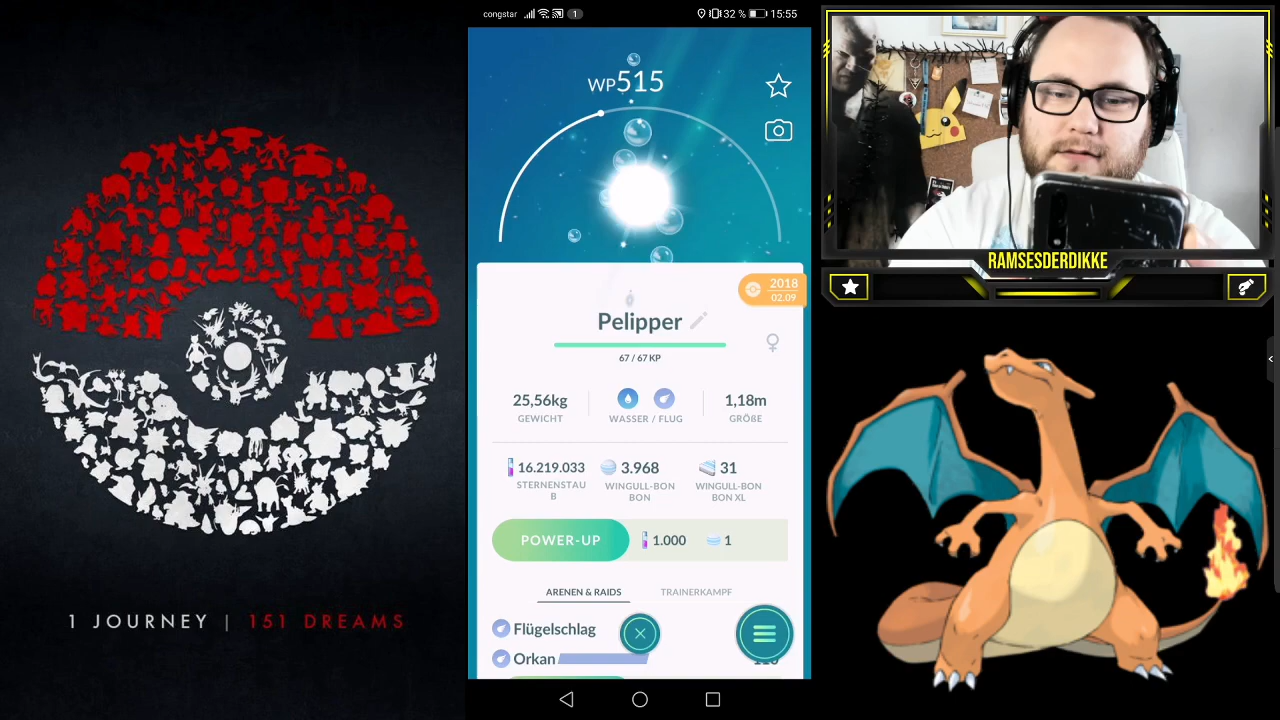 congstar 1 32 % 15:55
WP515
2018
02.09
Pelipper
67 / 67 KP
25,56kg
GEWICHT
WASSER / FLUG
1,18m
GRÖßE
16.219.033
STERNENSTAU
B
3.968
WINGULL-BON
BON
31
WINGULL-BON
BON XL
POWER-UP 1.000 1
ARENEN & RAIDS TRAINERKAMPF
Flügelschlag
Orkan
1 JOURNEY | 151 DREAMS
RAMSESDERDIKKE